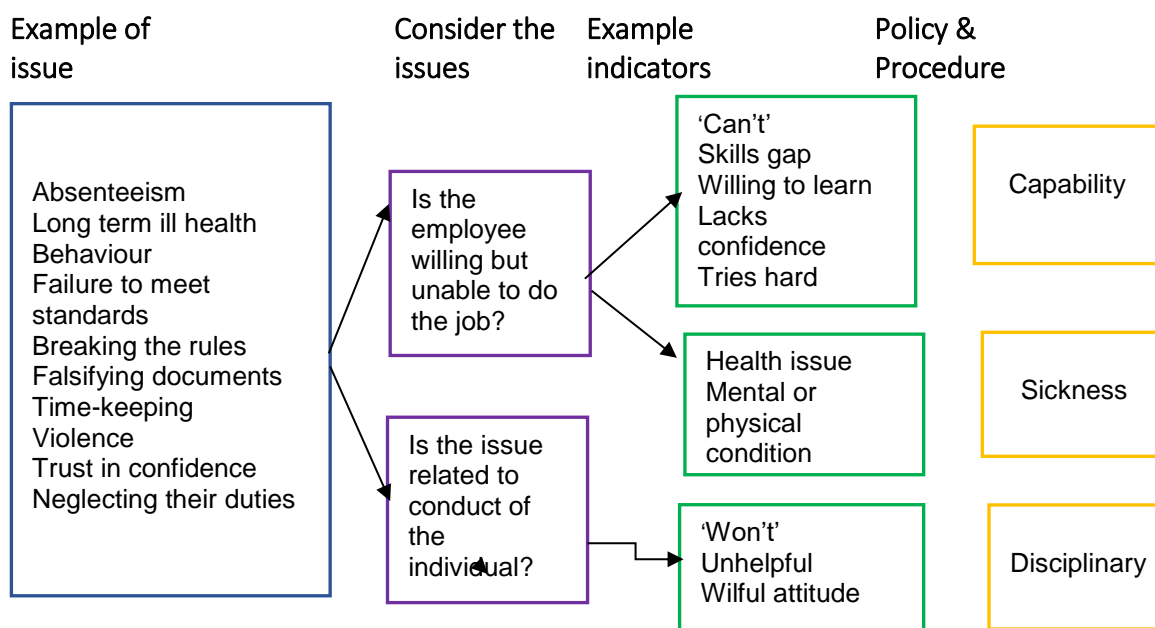 Example of
issue
Consider the
issues
Example
indicators
Policy &
Procedure
Absenteeism
Long term ill health
Behaviour
Failure to meet
standards
Breaking the rules
Falsifying documents
Time-keeping
Violence
Trust in confidence
Neglecting their duties
Is the
employee
willing but
unable to do
the job?
Is the issue
related to
conduct of
the
individual?
‘Can’t’
Skills gap
Willing to learn
Lacks
confidence
Tries hard
Health issue
Mental or
physical
condition
‘Won’t’
Unhelpful
Wilful attitude
Capability
Sickness
Disciplinary